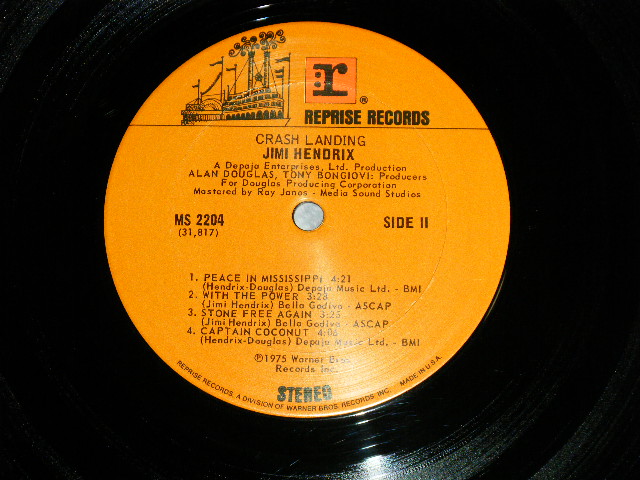 r ®
REPRISE RECORDS
CRASH LANDING
JIMI HENDRIX
A Depaja Enterprises, Ltd. Production
ALAN DOUGLAS, TONY BONGIOVI: Producers
For Douglas Producing Corporation
Mastered by Ray Janos - Media Sound Studios
MS 2204 SIDE II
(31,817)
1. PEACE IN MISSISSIPPI 4:21
(Hendrix-Douglas) Depaja Music Ltd. - BMI
2. WITH THE POWER 3:28
(Jimi Hendrix) Bella Godiva - ASCAP
3. STONE FREE AGAIN 3:25
(Jimi Hendrix) Bella Godiva - ASCAP
4. CAPTAIN COCONUT 4:06
(Hendrix-Douglas) Depaja Music Ltd. - BMI
℗1975 Warner Bros.
Records Inc.
STEREO
REPRISE RECORDS, A DIVISION OF WARNER BROS. RECORDS, INC. MADE IN U.S.A.